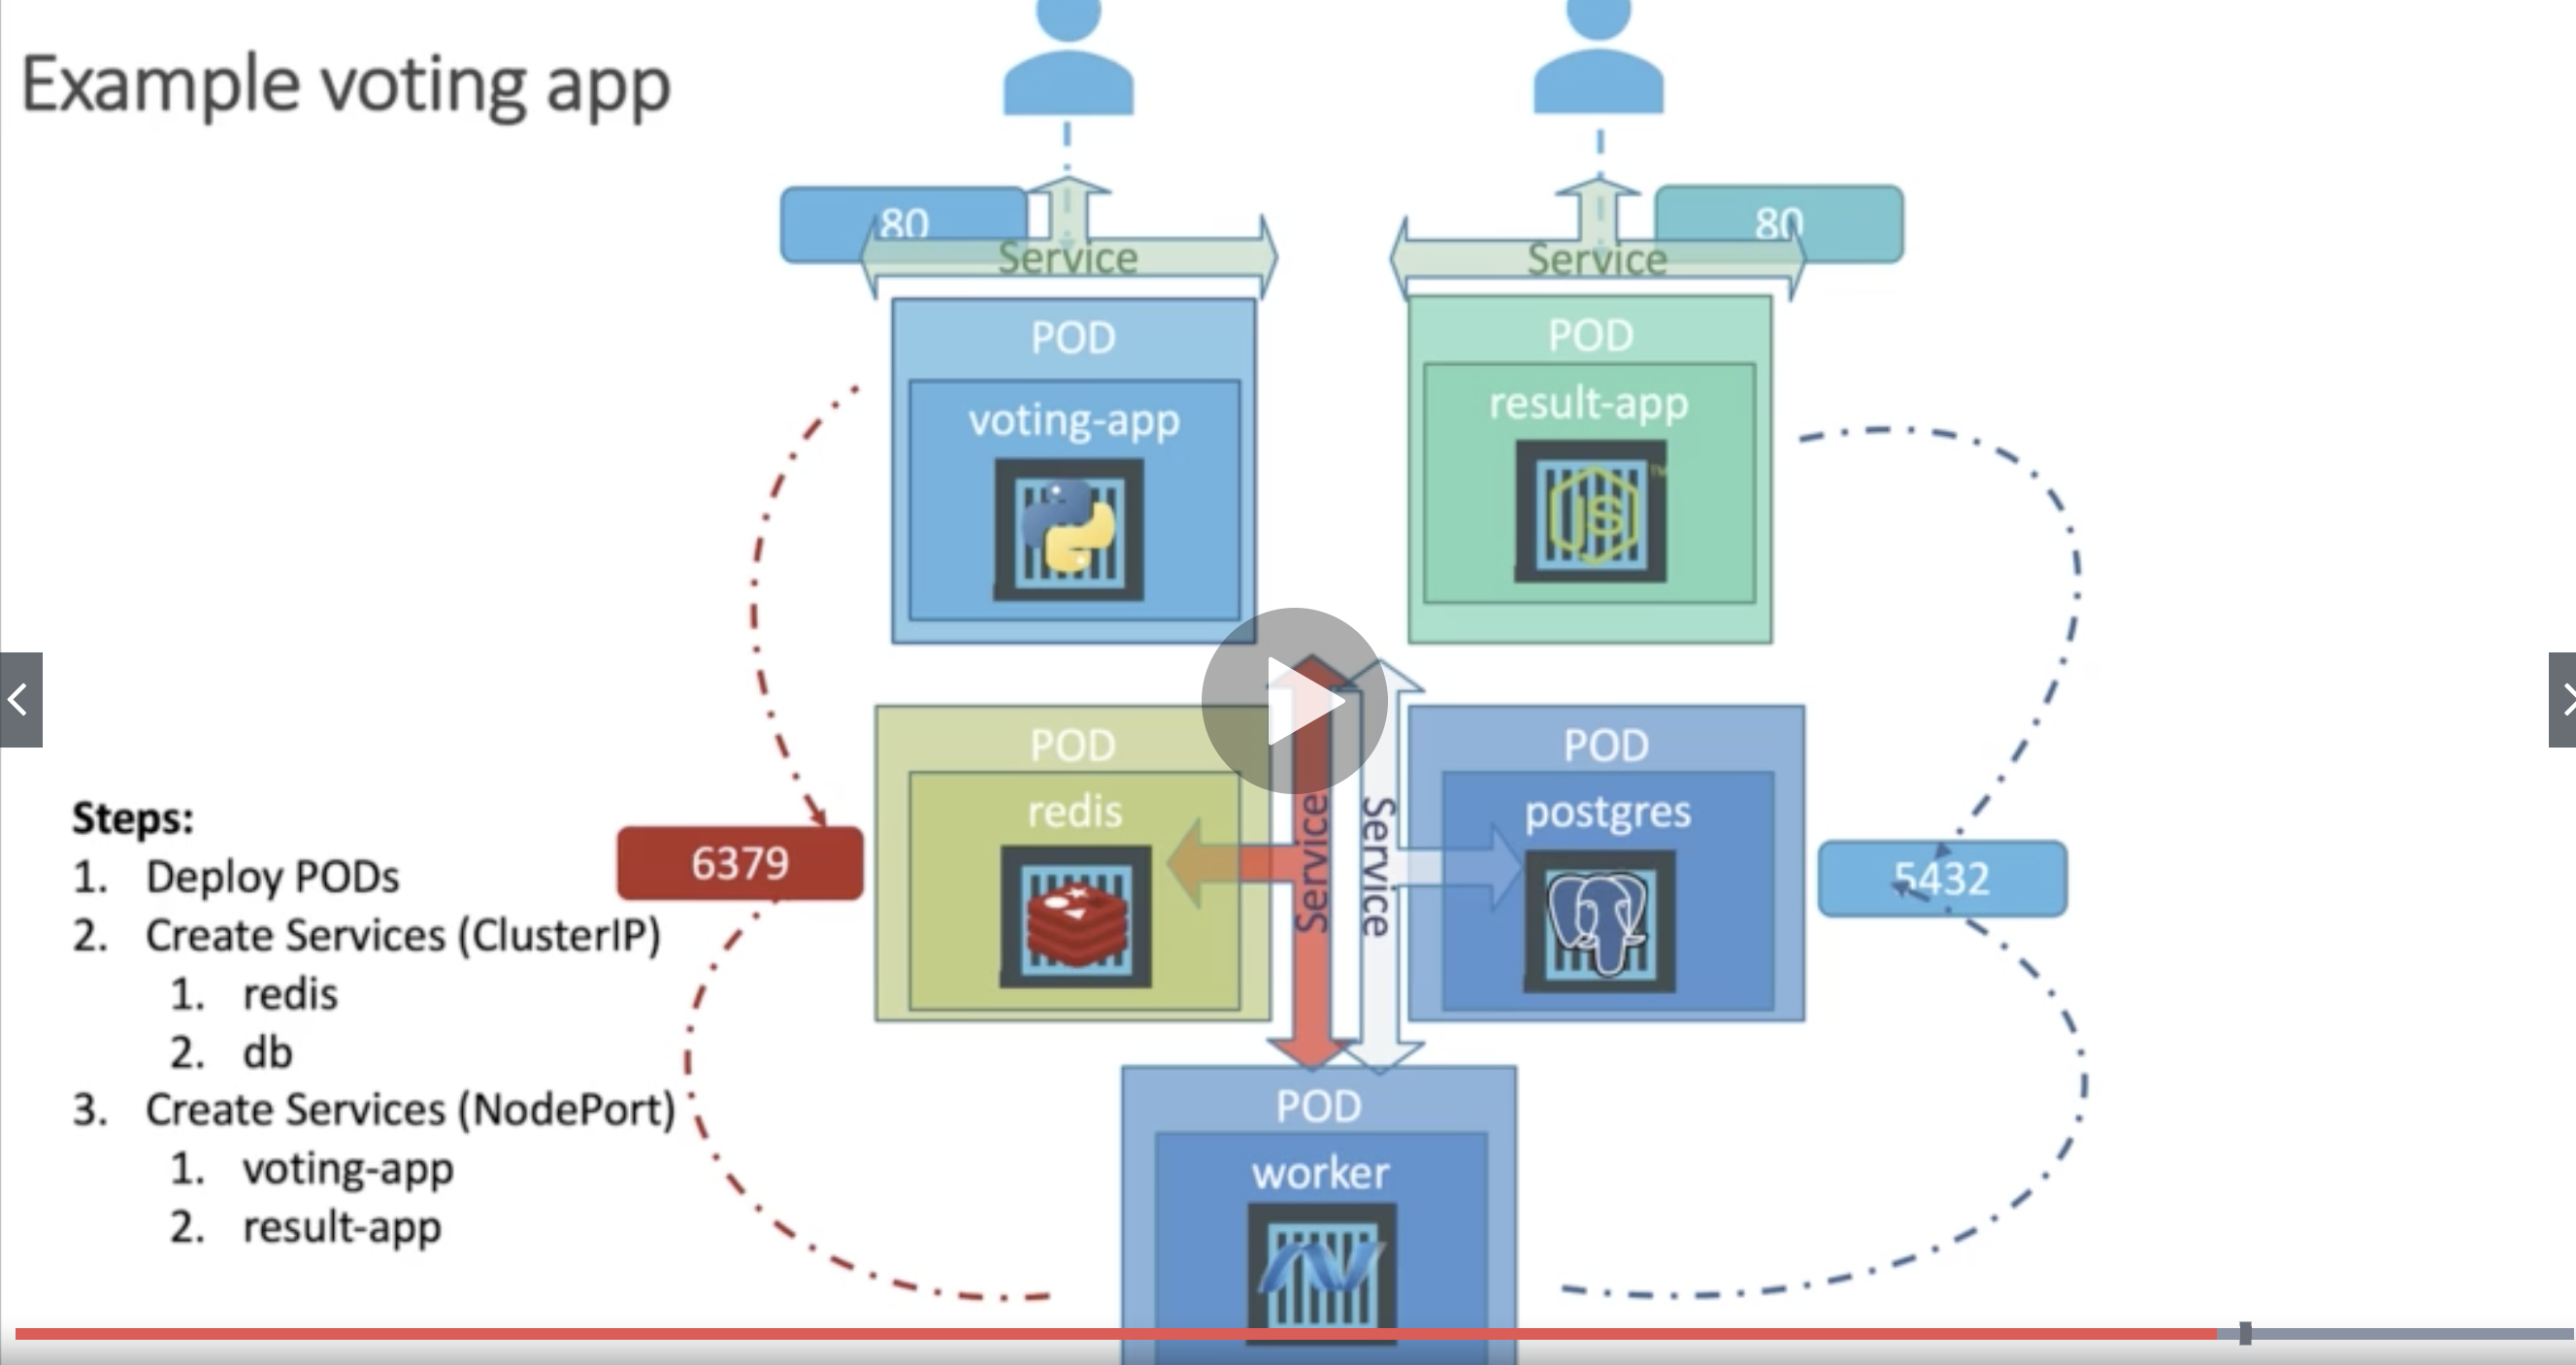 Example voting app
80
80
Service
Service
POD
POD
voting-app
result-app
JS
TM
POD
POD
redis
postgres
Service
Service
6379
5432
Steps:
1. Deploy PODs
2. Create Services (ClusterIP)
1. redis
2. db
3. Create Services (NodePort)
1. voting-app
2. result-app
POD
worker